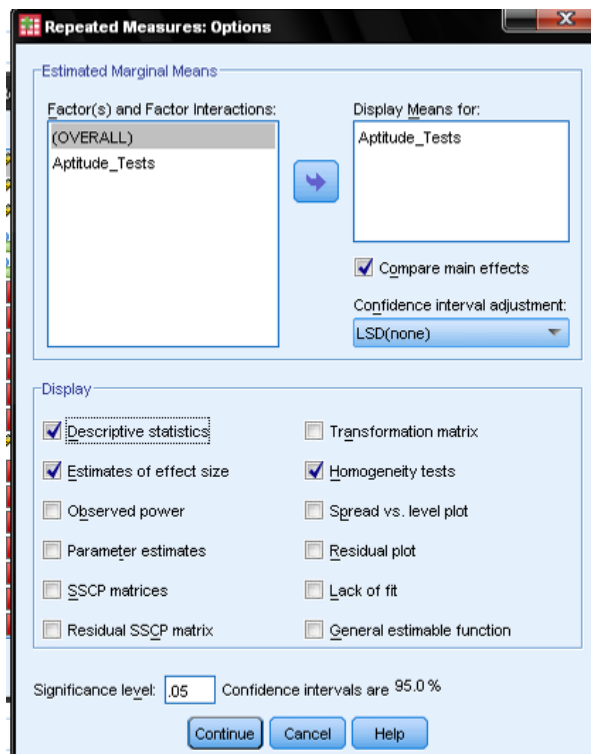 Repeated Measures: Options
Estimated Marginal Means
Factor(s) and Factor Interactions:
(OVERALL)
Aptitude_Tests
Display Means for:
Aptitude_Tests
Compare main effects
Confidence interval adjustment:
LSD(none)
Display
Descriptive statistics
Transformation matrix
Estimates of effect size
Homogeneity tests
Observed power
Spread vs. level plot
Parameter estimates
Residual plot
SSCP matrices
Lack of fit
Residual SSCP matrix
General estimable function
Significance level: .05 Confidence intervals are 95.0 %
Continue Cancel Help